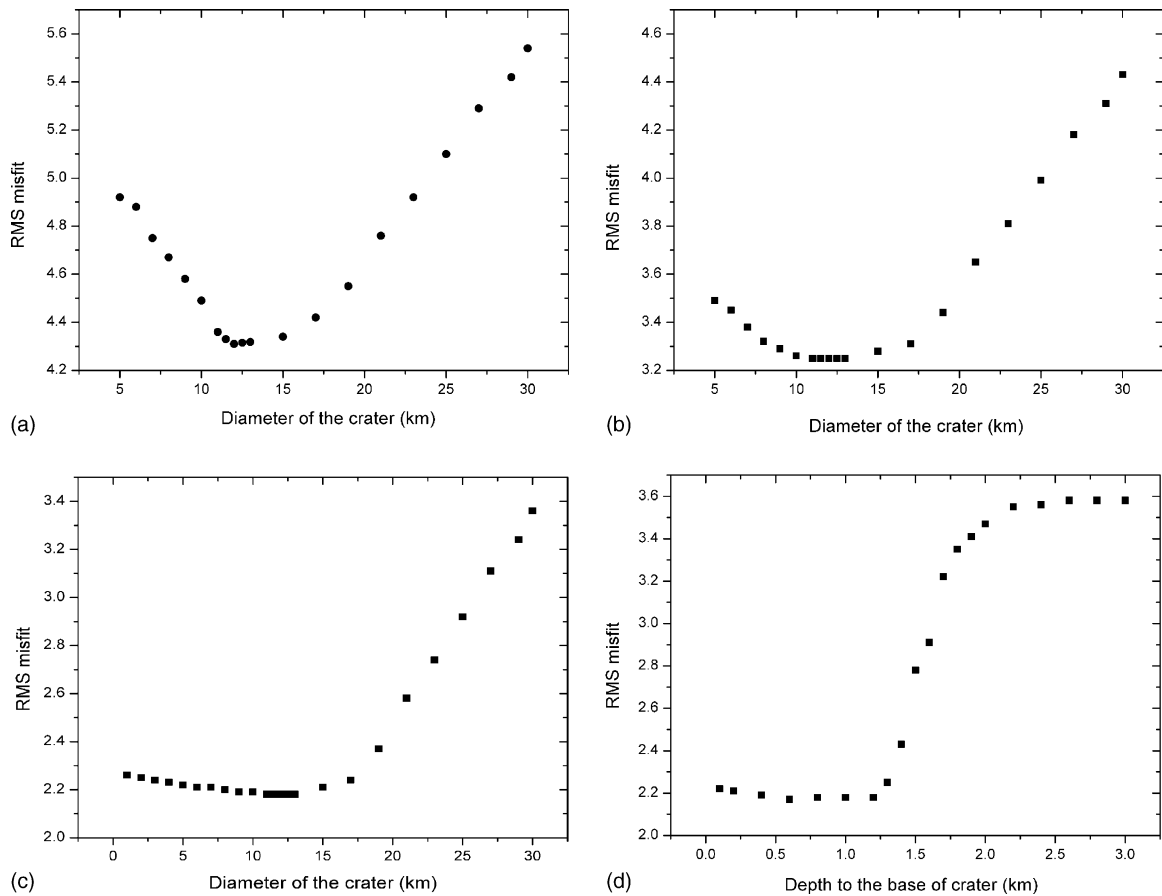 5.6
5.4
5.2
5.0
4.8
4.6
4.4
4.2
RMS misfit
5 10 15 20 25 30
Diameter of the crater (km)
(a)
4.6
4.4
4.2
4.0
3.8
3.6
3.4
3.2
RMS misfit
5 10 15 20 25 30
Diameter of the crater (km)
(b)
3.4
3.2
3.0
2.8
2.6
2.4
2.2
2.0
RMS misfit
0 5 10 15 20 25 30
Diameter of the crater (km)
(c)
3.6
3.4
3.2
3.0
2.8
2.6
2.4
2.2
2.0
RMS misfit
0.0 0.5 1.0 1.5 2.0 2.5 3.0
Depth to the base of crater (km)
(d)